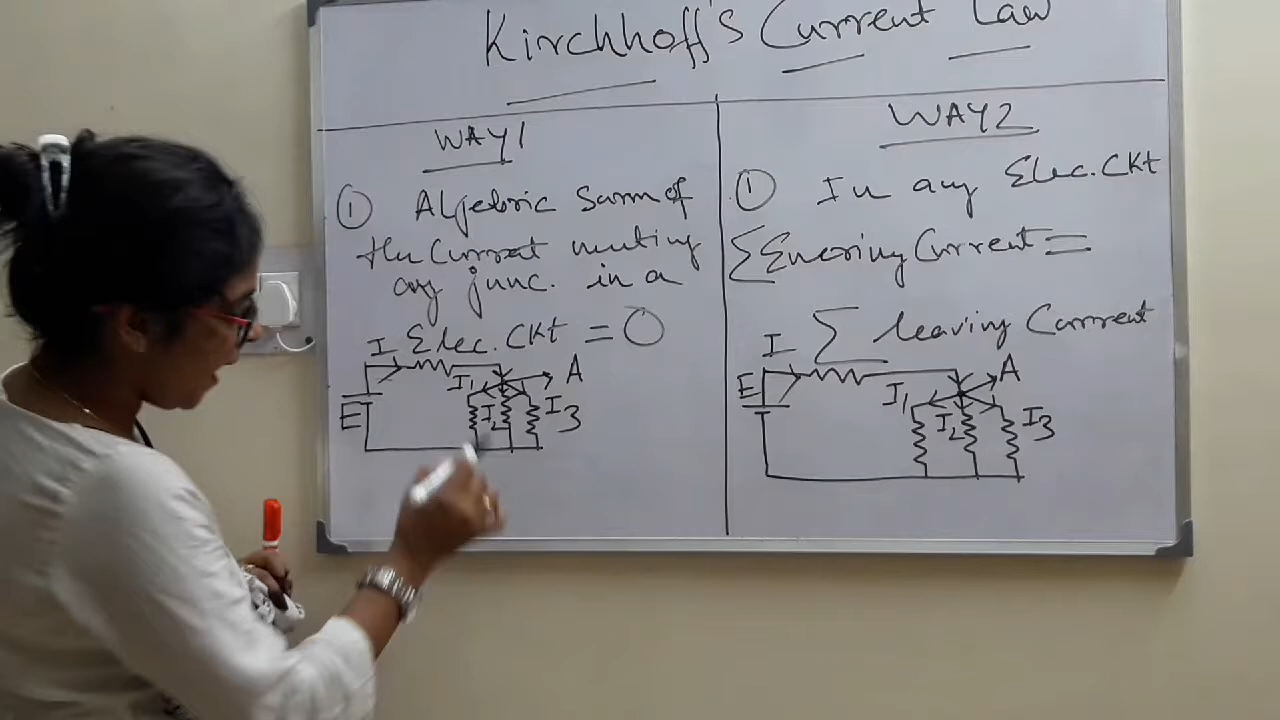 Kirchhoff's Current Law
WAY1
① Algebric Sum of
the Current meeting
any junc. in a
Elec. Ckt = 0
I
E
I1
I2
I3
A
WAY2
① In any Elec. Ckt
∑ Entering Current =
∑ leaving Current
I
E
I1
I2
I3
A